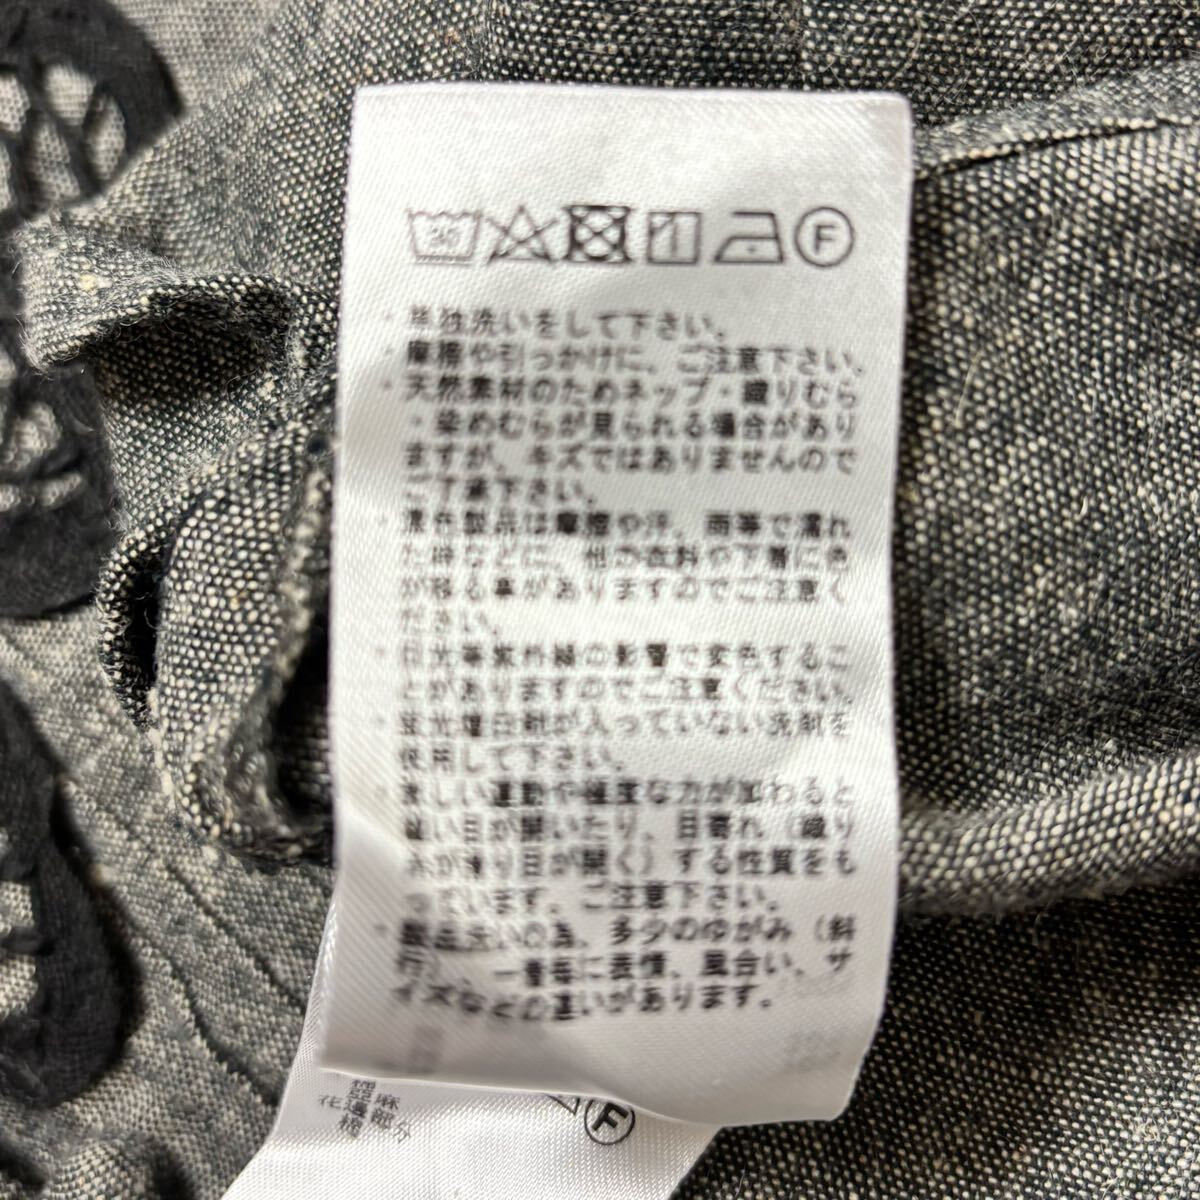 30
F
・単独洗いをして下さい。
・摩擦や引っかけに、ご注意下さい。
・天然素材のためネップ・織りむら
・染めむらが見られる場合があり
ますが、キズではありませんので
ご了承下さい。
・濃色製品は摩擦や汗、雨等で濡れ
た時などに、他の衣料や下着に色
が移る事がありますのでご注意く
ださい。
・日光等紫外線の影響で変色するこ
とがありますのでご注意ください。
・蛍光増白剤が入っていない洗剤を
使用して下さい。
・激しい運動や極度な力が加わると
縫い目が開いたり、目寄れ（織り
糸が滑り目が開く）する性質をも
っています。ご注意下さい。
・製品洗いの為、多少のゆがみ（斜
行）、一着毎に表情、風合い、サ
イズなどの違いがあります。
麻
部分
F